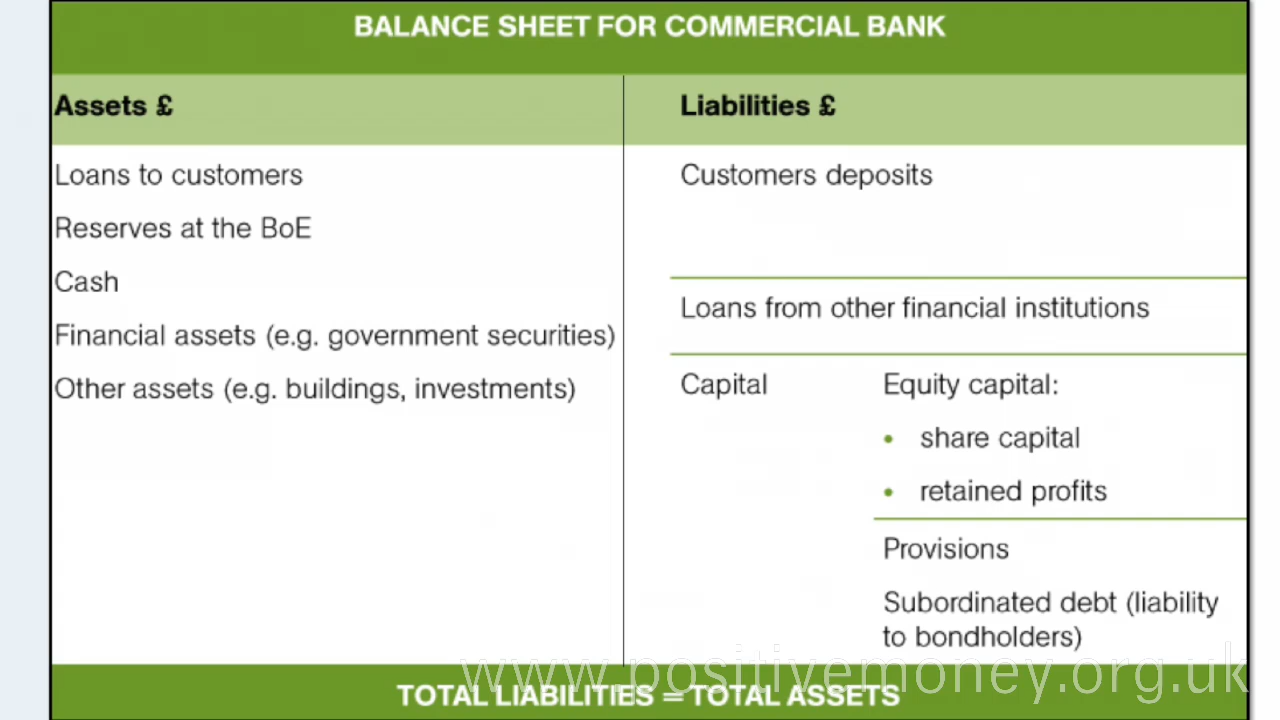 BALANCE SHEET FOR COMMERCIAL BANK
Assets £
Liabilities £
Loans to customers
Reserves at the BoE
Cash
Financial assets (e.g. government securities)
Other assets (e.g. buildings, investments)
Customers deposits
Loans from other financial institutions
Capital
Equity capital:
• share capital
• retained profits
Provisions
Subordinated debt (liability
to bondholders)
www.positivemoney.org.uk
TOTAL LIABILITIES = TOTAL ASSETS